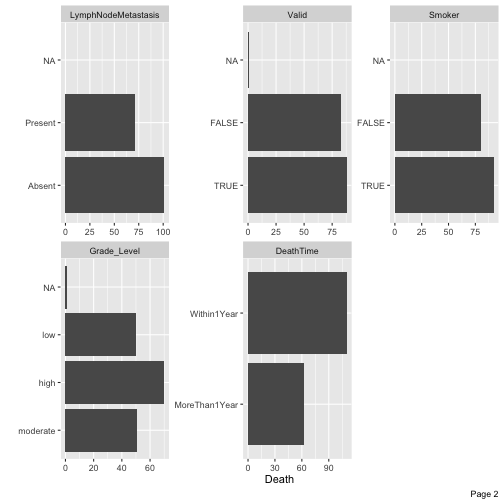 LymphNodeMetastasis
NA
Present
Absent
0 25 50 75 100
Valid
NA
FALSE
TRUE
0 25 50 75
Smoker
NA
FALSE
TRUE
0 25 50 75
Grade_Level
NA
low
high
moderate
0 20 40 60
DeathTime
Within1Year
MoreThan1Year
0 30 60 90
Death
Page 2